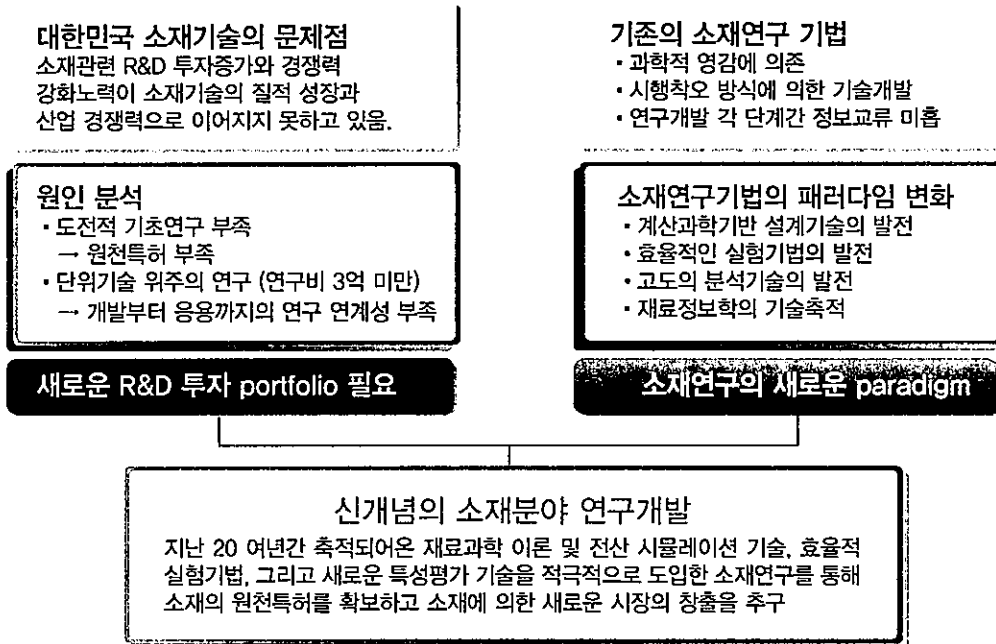 대한민국 소재기술의 문제점
소재관련 R&D 투자증가와 경쟁력
강화노력이 소재기술의 질적 성장과
산업 경쟁력으로 이어지지 못하고 있음.
원인 분석
• 도전적 기초연구 부족
→ 원천특허 부족
• 단위기술 위주의 연구 (연구비 3억 미만)
→ 개발부터 응용까지의 연구 연계성 부족
새로운 R&D 투자 portfolio 필요
기존의 소재연구 기법
• 과학적 영감에 의존
• 시행착오 방식에 의한 기술개발
• 연구개발 각 단계간 정보교류 미흡
소재연구기법의 패러다임 변화
• 계산과학기반 설계기술의 발전
• 효율적인 실험기법의 발전
• 고도의 분석기술의 발전
• 재료정보학의 기술축적
소재연구의 새로운 paradigm
신개념의 소재분야 연구개발
지난 20 여년간 축적되어온 재료과학 이론 및 전산 시뮬레이션 기술, 효율적
실험기법, 그리고 새로운 특성평가 기술을 적극적으로 도입한 소재연구를 통해
소재의 원천특허를 확보하고 소재에 의한 새로운 시장의 창출을 추구